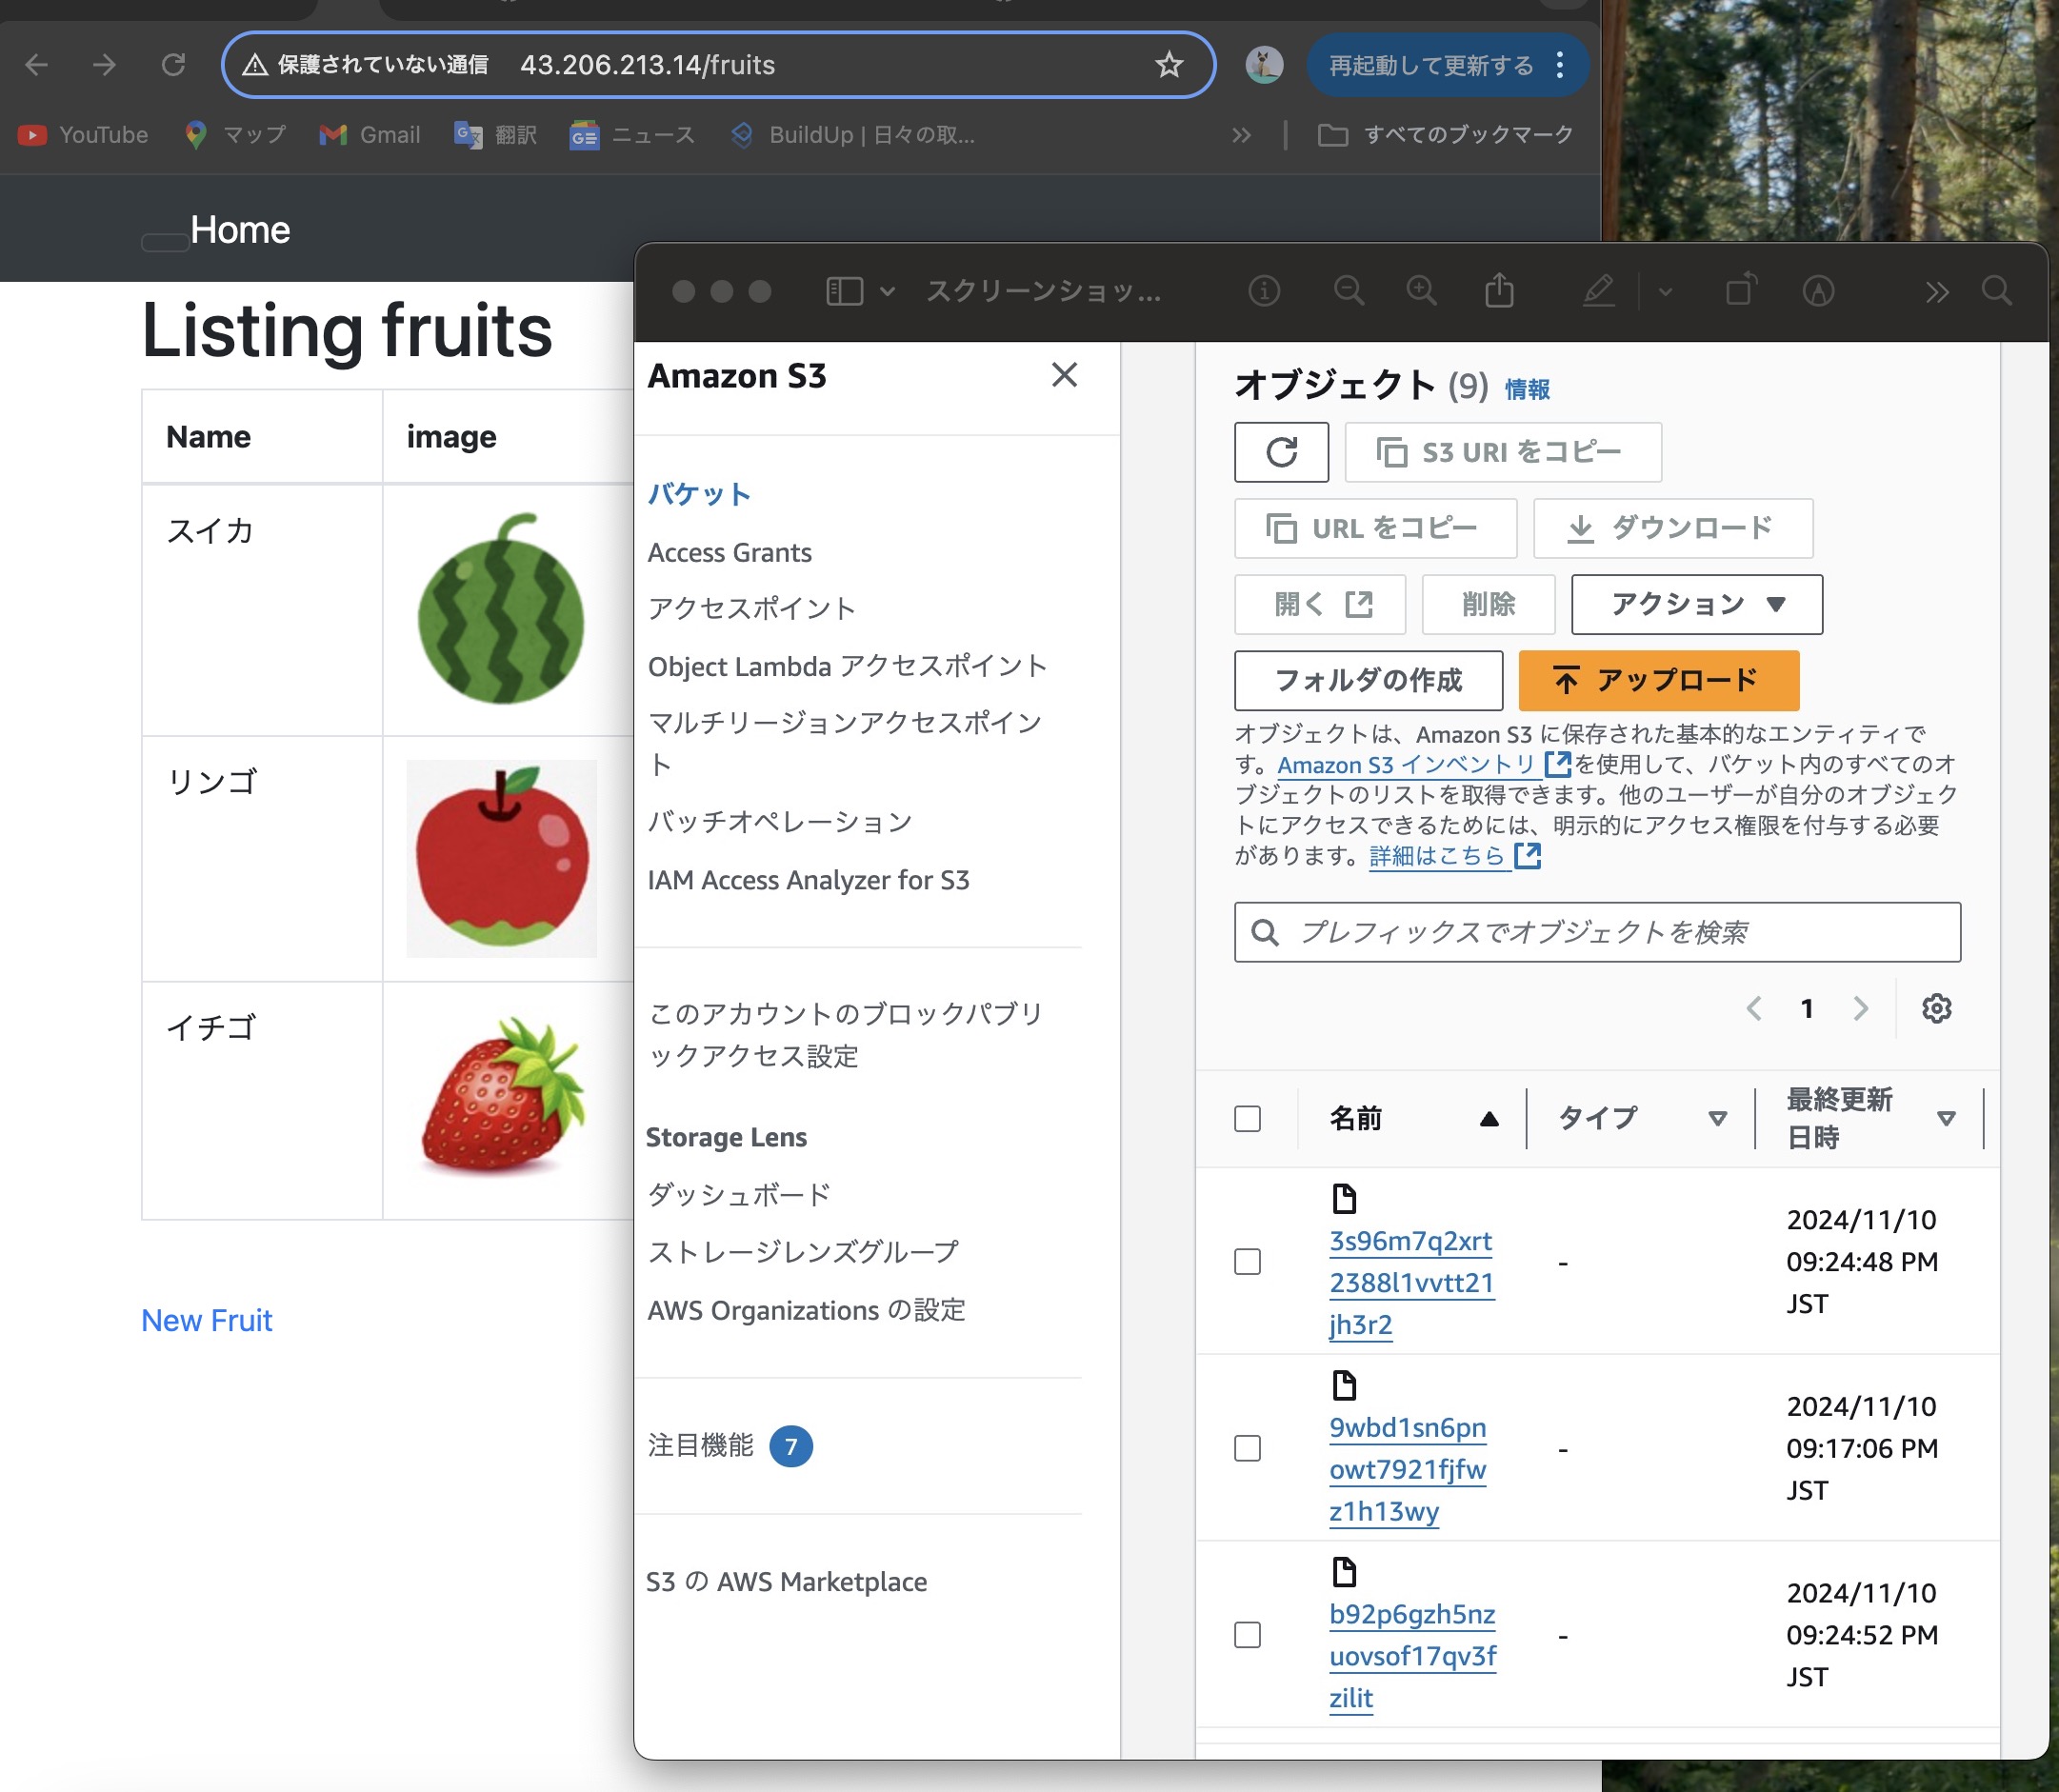 保護されていない通信 43.206.213.14/fruits
再起動して更新する
YouTube マップ Gmail 翻訳 ニュース BuildUp | 日々の取...
すべてのブックマーク
Home
Listing fruits
Name image
スイカ
リンゴ
イチゴ
New Fruit
スクリーンショッ...
Amazon S3
バケット
Access Grants
アクセスポイント
Object Lambda アクセスポイント
マルチリージョンアクセスポイン
ト
バッチオペレーション
IAM Access Analyzer for S3
このアカウントのブロックパブリ
ックアクセス設定
Storage Lens
ダッシュボード
ストレージレンズグループ
AWS Organizations の設定
注目機能 7
S3 の AWS Marketplace
オブジェクト (9) 情報
S3 URI をコピー
URL をコピー ダウンロード
開く 削除 アクション
フォルダの作成 アップロード
オブジェクトは、Amazon S3 に保存された基本的なエンティティで
す。Amazon S3 インベントリ を使用して、バケット内のすべてのオ
ブジェクトのリストを取得できます。他のユーザーが自分のオブジェク
トにアクセスできるためには、明示的にアクセス権限を付与する必要
があります。詳細はこちら
プレフィックスでオブジェクトを検索
1
名前 タイプ 最終更新
日時
3s96m7q2xrt
2388l1vvtt21
jh3r2
-
2024/11/10
09:24:48 PM
JST
9wbd1sn6pn
owt7921fjfw
z1h13wy
-
2024/11/10
09:17:06 PM
JST
b92p6gzh5nz
uovsof17qv3f
zilit
-
2024/11/10
09:24:52 PM
JST